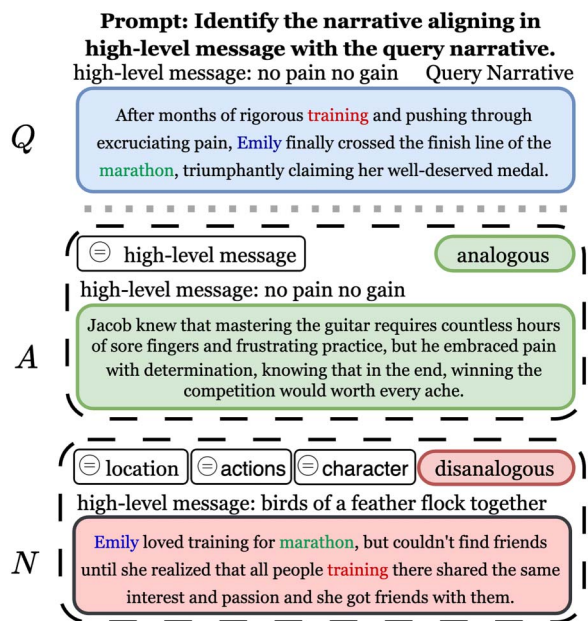 Prompt: Identify the narrative aligning in
high-level message with the query narrative.
high-level message: no pain no gain Query Narrative
Q
After months of rigorous training and pushing through
excruciating pain, Emily finally crossed the finish line of the
marathon, triumphantly claiming her well-deserved medal.
= high-level message analogous
high-level message: no pain no gain
A
Jacob knew that mastering the guitar requires countless hours
of sore fingers and frustrating practice, but he embraced pain
with determination, knowing that in the end, winning the
competition would worth every ache.
= location = actions = character disanalogous
high-level message: birds of a feather flock together
N
Emily loved training for marathon, but couldn't find friends
until she realized that all people training there shared the same
interest and passion and she got friends with them.